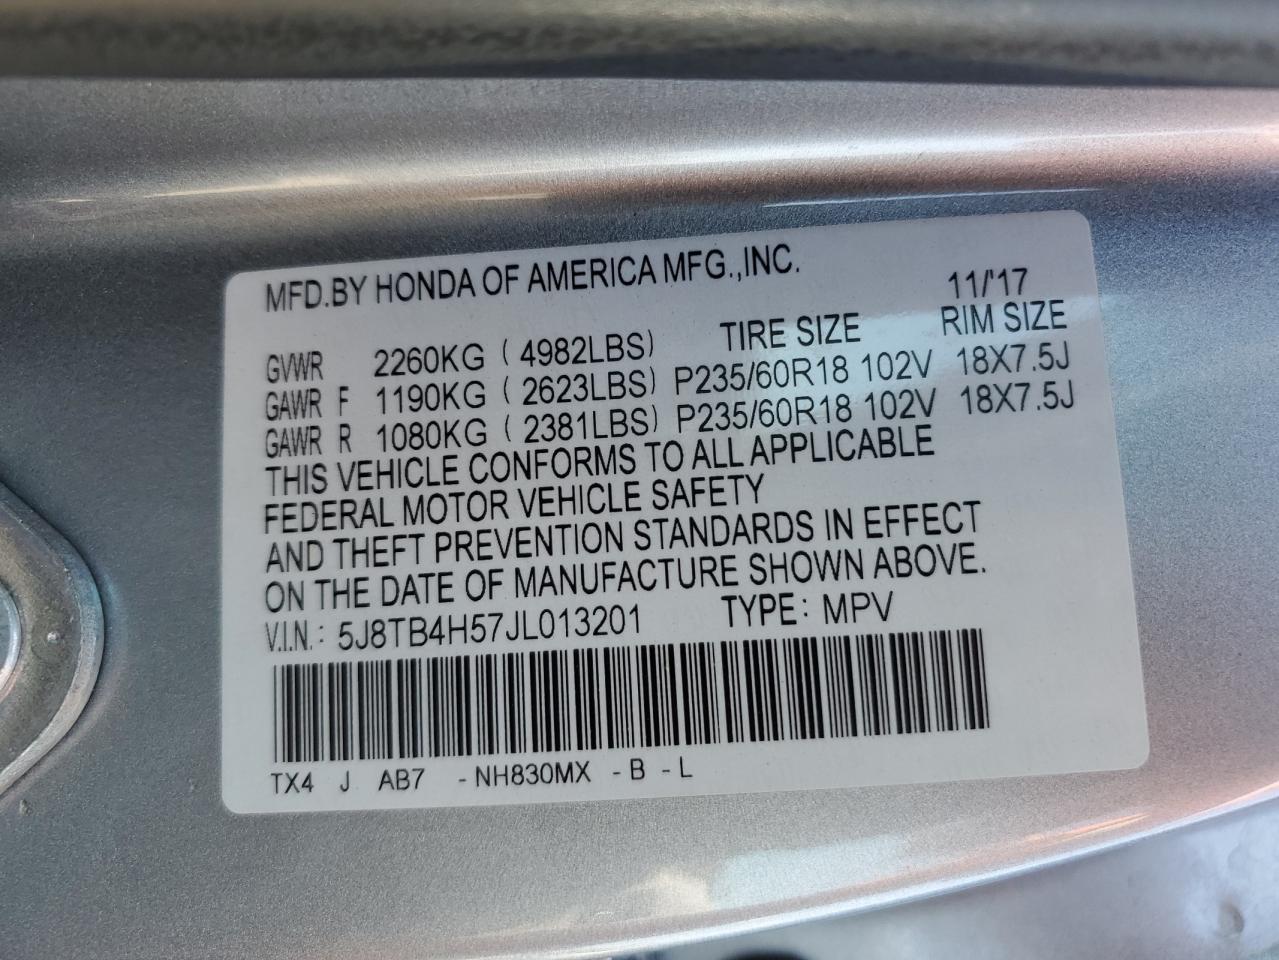 MFD.BY HONDA OF AMERICA MFG.,INC. 11/'17
TIRE SIZE RIM SIZE
GVWR 2260KG ( 4982LBS)
GAWR F 1190KG ( 2623LBS) P235/60R18 102V 18X7.5J
GAWR R 1080KG ( 2381LBS) P235/60R18 102V 18X7.5J
THIS VEHICLE CONFORMS TO ALL APPLICABLE
FEDERAL MOTOR VEHICLE SAFETY
AND THEFT PREVENTION STANDARDS IN EFFECT
ON THE DATE OF MANUFACTURE SHOWN ABOVE.
V.I.N.: 5J8TB4H57JL013201 TYPE: MPV
TX4 J AB7 -NH830MX -B -L